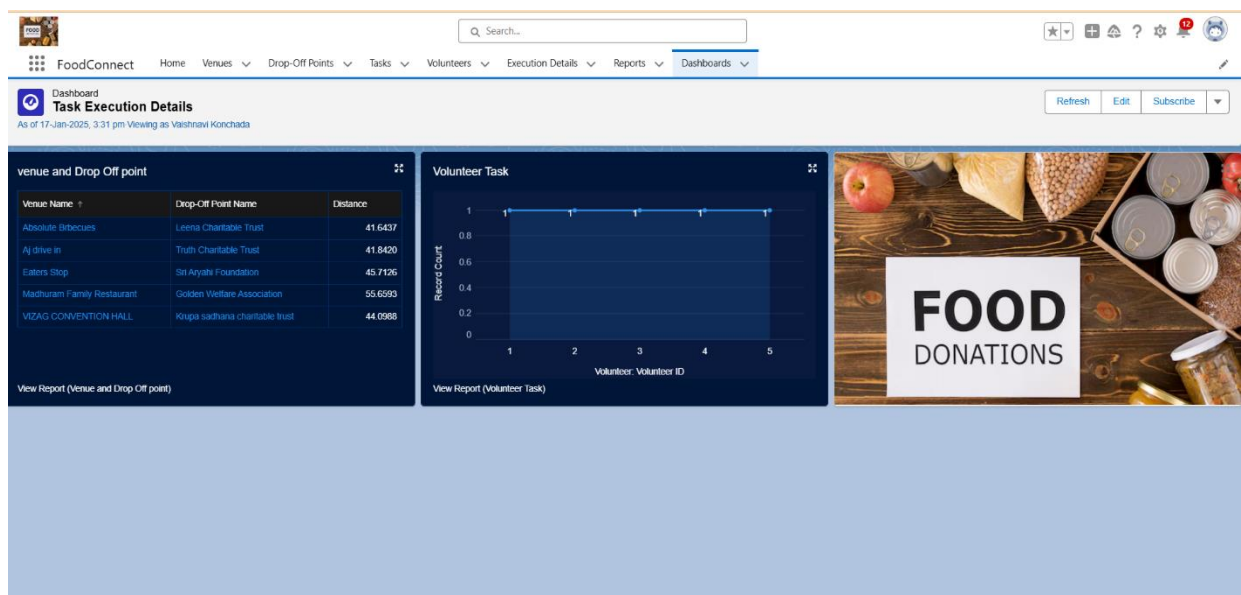 FOOD
Search...
12
FoodConnect Home Venues Drop-Off Points Tasks Volunteers Execution Details Reports Dashboards
Dashboard
Task Execution Details
As of 17-Jan-2025, 3:31 pm Viewing as Vaishnavi Konchada
Refresh Edit Subscribe
venue and Drop Off point
Venue Name ↑ Drop-Off Point Name Distance
Absolute Brbecues Leena Charitable Trust 41.6437
Aj drive in Truth Charitable Trust 41.8420
Eaters Stop Sri Aryahi Foundation 45.7126
Madhuram Family Restaurant Golden Welfare Association 55.6593
VIZAG CONVENTION HALL Krupa sadhana charitable trust 44.0988
View Report (Venue and Drop Off point)
Volunteer Task
Record Count
1
0.8
0.6
0.4
0.2
0
1 1 1 1 1
1 2 3 4 5
Volunteer: Volunteer ID
View Report (Volunteer Task)
FOOD
DONATIONS